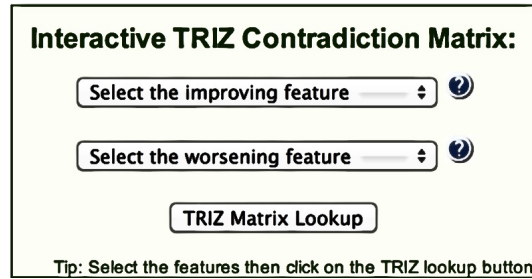 Interactive TRIZ Contradiction Matrix:
Select the improving feature
?
Select the worsening feature
?
TRIZ Matrix Lookup
Tip: Select the features then click on the TRIZ lookup button